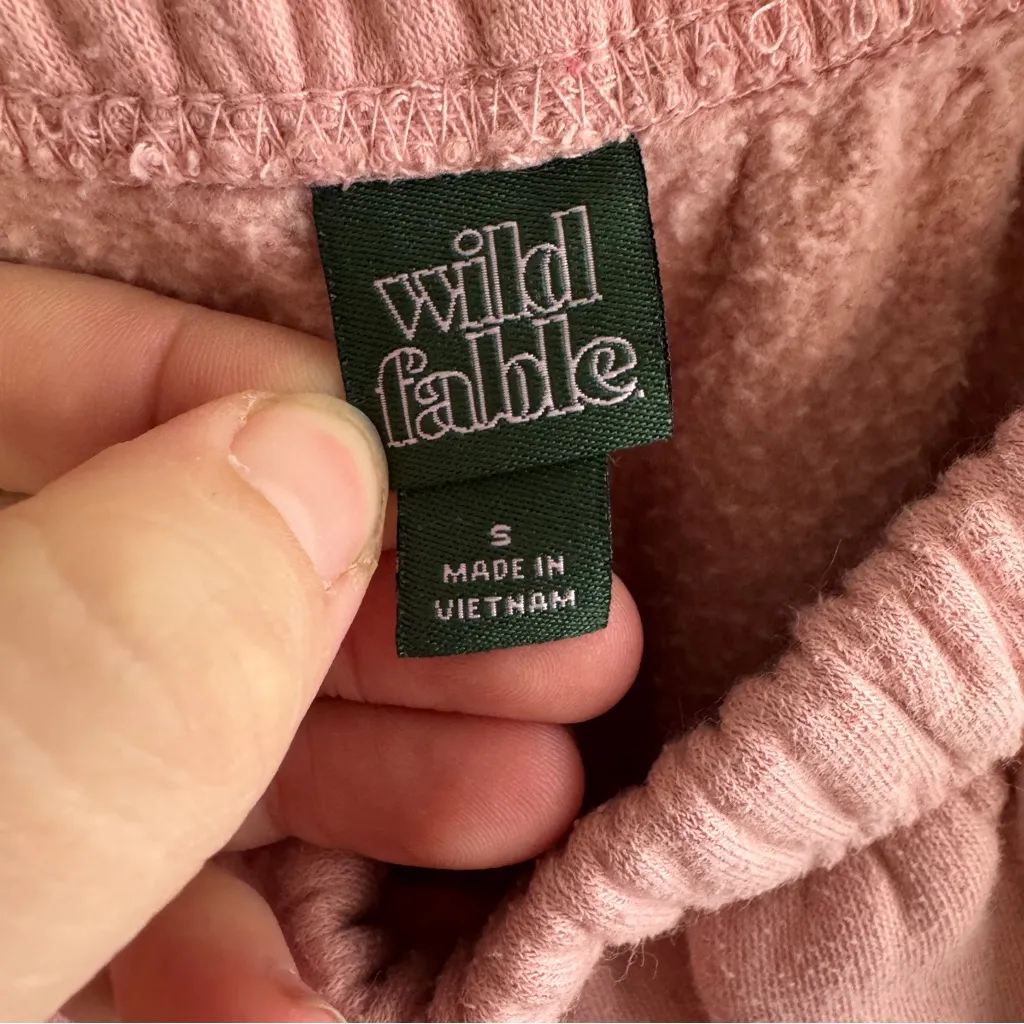 wild
fable.
S
MADE IN
VIETNAM